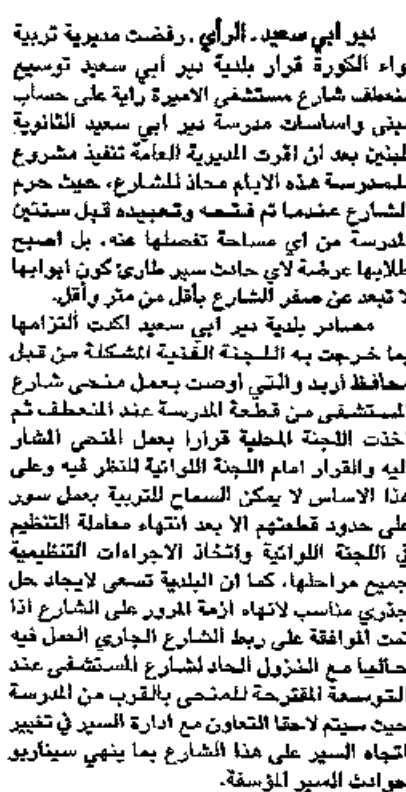 دير ابي سعيد ـ الرأي ـ رفضت مديرية تربية
واء الكورة قرار بلدية دير أبي سعيد توسيع
منعطف شارع مستشفى الاميرة راية على حساب
مبنى واساسات مدرسة دير ابي سعيد الثانوية
للبنين بعد ان اقرت المديرية العامة تنفيذ مشروع
للمدرسة هذه الايام محاذ للشارع، حيث حرم
الشارع عندما تم فتحه وتعبيده قبل سنتين
المدرسة من اي مساحة تفصلها عنه، بل اصبح
طلابها عرضة لاي حادث سير طارئ كون ابوابها
لا تبعد عن صفر الشارع بأقل من متر وأقل.
مصادر بلدية دير ابي سعيد اكدت التزامها
بما خرجت به اللجنة الفنية المشكلة من قبل
محافظ اربد والتي اوصت بعمل منحى شارع
المستشفى من قطعة المدرسة عند المنعطف ثم
اخذت اللجنة المحلية قرارا بعمل المنحى المشار
اليه والقرار امام اللجنة اللوائية للنظر فيه وعلى
هذا الاساس لا يمكن السماح للتربية بعمل سور
على حدود قطعتهم الا بعد انتهاء معاملة التنظيم
في اللجنة اللوائية واتخاذ الاجراءات التنظيمية
جميع مراحلها، كما ان البلدية تسعى لايجاد حل
جذري مناسب لانهاء ازمة المرور على الشارع اذا
تمت الموافقة على ربط الشارع الجاري العمل فيه
حاليا مع النزول الحاد لشارع المستشفى عند
التوسعة المقترحة للمنحى بالقرب من المدرسة
حيث سيتم لاحقا التعاون مع ادارة السير في تغيير
اتجاه السير على هذا الشارع بما ينهي سيناريو
حوادث السير المؤسفة.